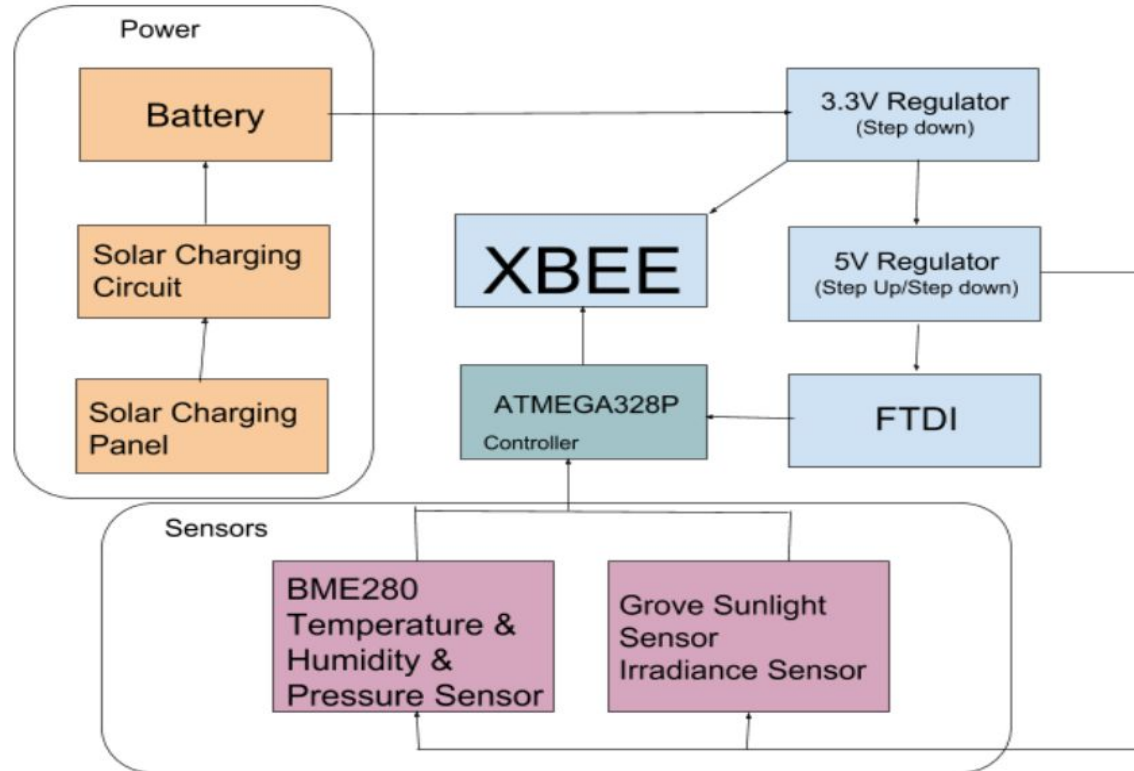 Power
Battery
Solar Charging
Circuit
Solar Charging
Panel
3.3V Regulator
(Step down)
XBEE
5V Regulator
(Step Up/Step down)
ATMEGA328P
Controller
FTDI
Sensors
BME280
Temperature &
Humidity &
Pressure Sensor
Grove Sunlight
Sensor
Irradiance Sensor